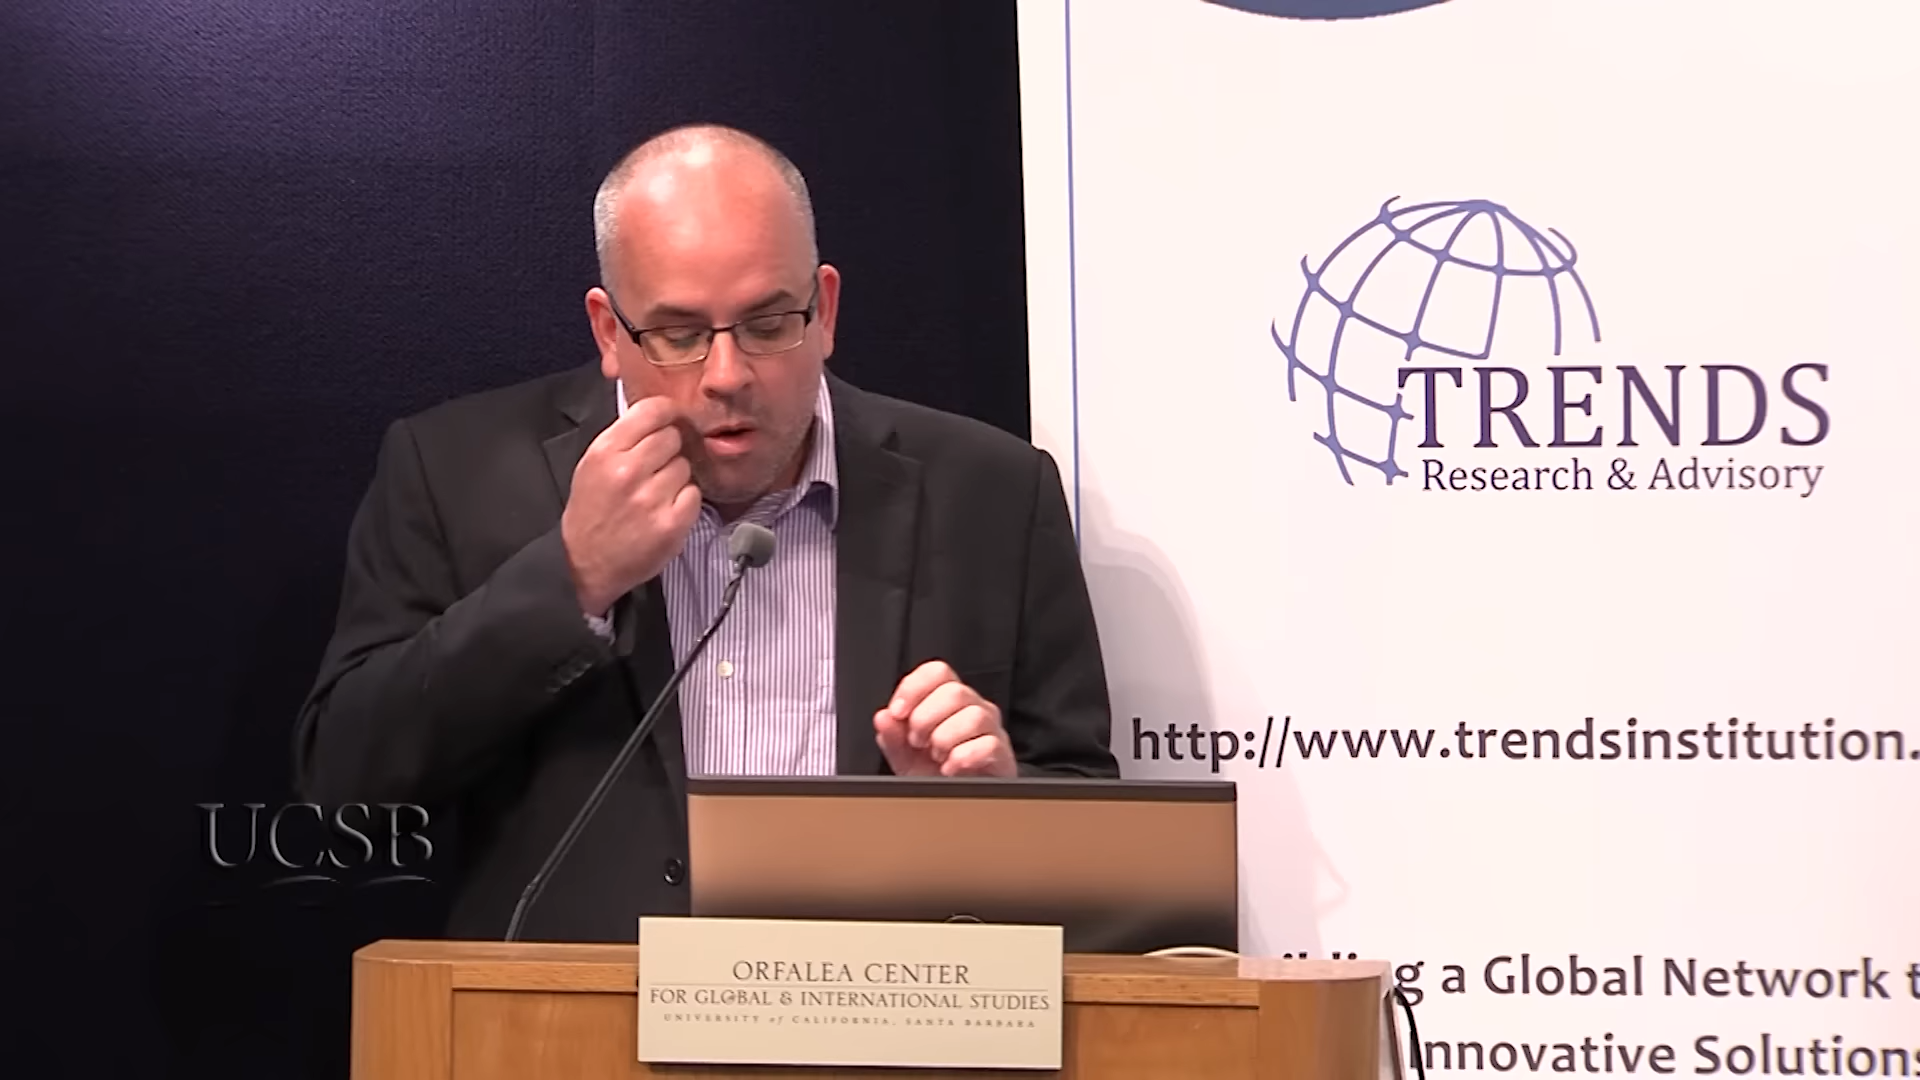 TRENDS
Research & Advisory
http://www.trendsinstitution.
UCSB
ORFALEA CENTER
FOR GLOBAL & INTERNATIONAL STUDIES
UNIVERSITY of CALIFORNIA, SANTA BARBARA
a Global Network
Innovative Solutions